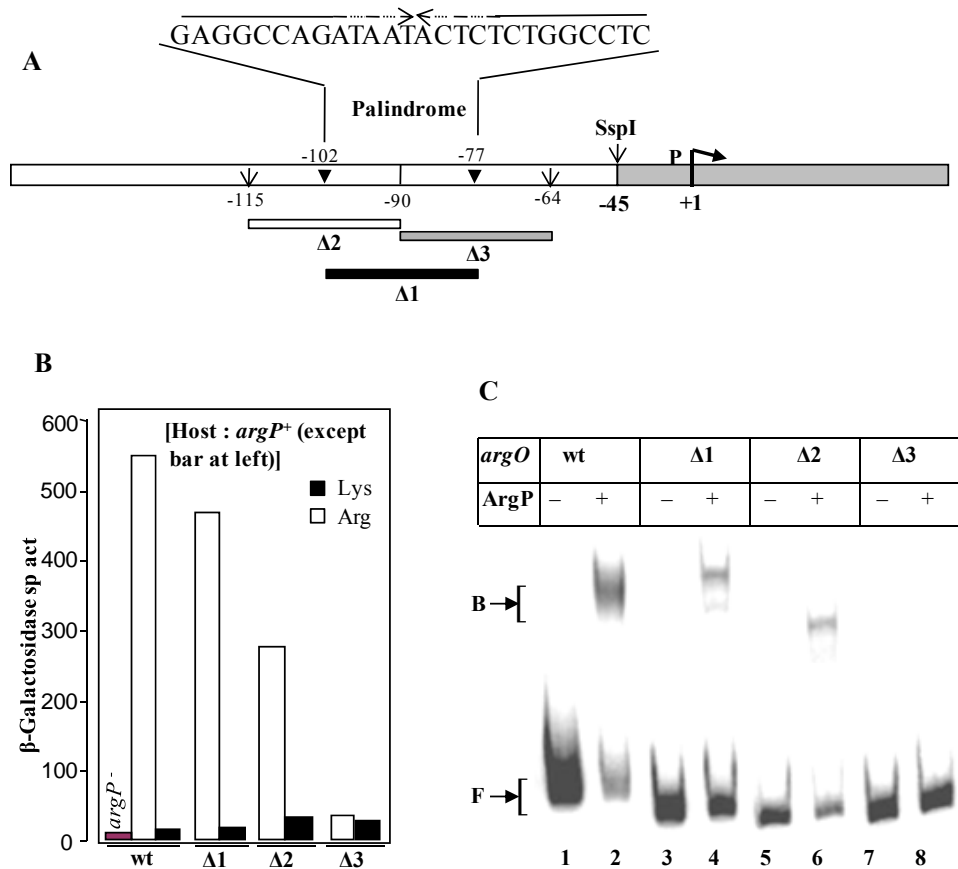 A
GAGGCCAGATAATACTCTCTGGCCTC
Palindrome
SspI
P
-102
-77
-115
-90
-64
-45
+1
Δ2
Δ3
Δ1
B
[Host : argP+ (except
bar at left)]
Lys
Arg
β-Galactosidase sp act
600
500
400
300
200
100
0
argP -
wt
Δ1
Δ2
Δ3
C
argO wt Δ1 Δ2 Δ3
ArgP – + – + – + – +
B
F
1 2 3 4 5 6 7 8